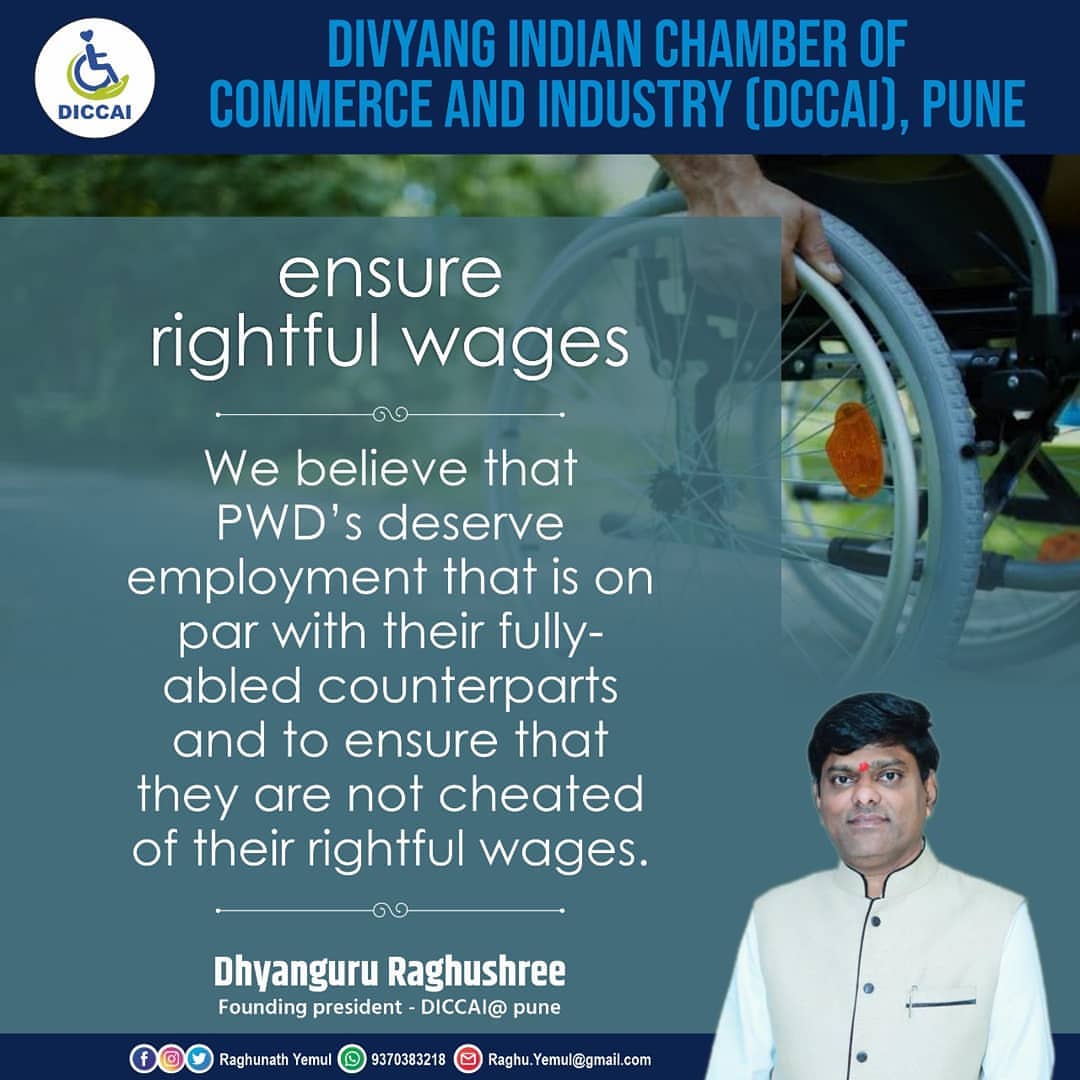 DICCAI
DIVYANG INDIAN CHAMBER OF
COMMERCE AND INDUSTRY (DCCAI), PUNE
ensure
rightful wages
We believe that
PWD’s deserve
employment that is on
par with their fully-
abled counterparts
and to ensure that
they are not cheated
of their rightful wages.
Dhyanguru Raghushree
Founding president - DICCAI@ pune
Raghunath Yemul 9370383218 Raghu.Yemul@gmail.com